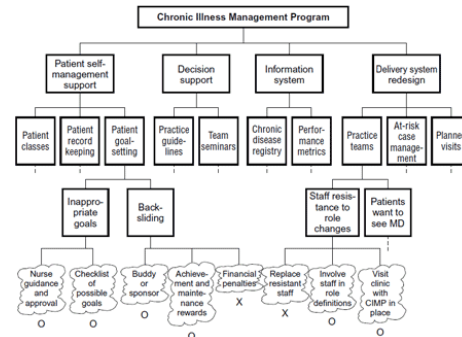 Chronic Illness Management Program
Patient self-
management
support
Decision
support
Information
system
Delivery system
redesign
Patient
classes
Patient
record
keeping
Patient
goal-
setting
Practice
guide-
lines
Team
seminars
Chronic
disease
registry
Perfor-
mance
metrics
Practice
teams
At-risk
case
manage-
ment
Planned
visits
Inappro-
priate
goals
Back-
sliding
Staff resis-
tance to
role
changes
Patients
want to
see MD
Nurse
guidance
and
approval
O
Checklist
of
possible
goals
O
Buddy
or
sponsor
O
Achieve-
ment and
mainte-
nance
rewards
O
Financial
penalties
X
Replace
resistant
staff
X
Involve
staff in
role
definitions
O
Visit
clinic
with
CIMP in
place
O